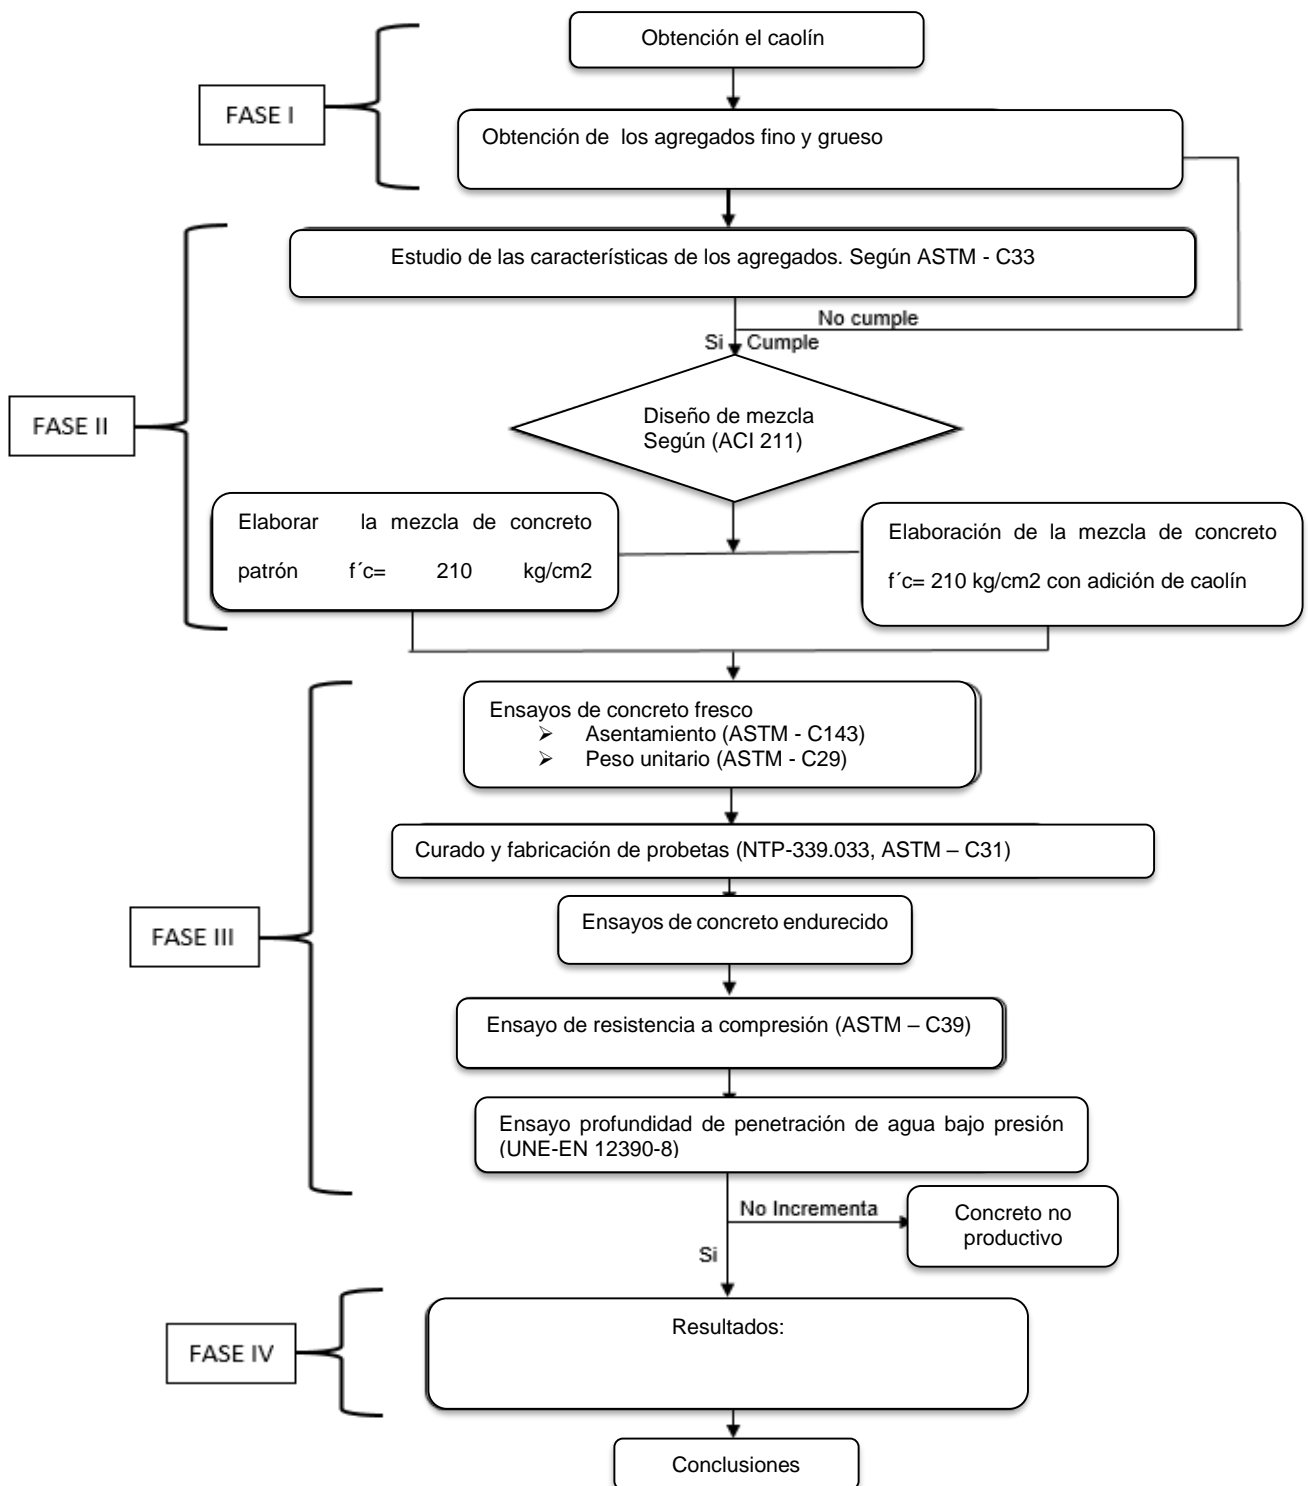 Obtención el caolín
FASE I
Obtención de los agregados fino y grueso
Estudio de las características de los agregados. Según ASTM - C33
No cumple
Si Cumple
FASE II
Diseño de mezcla
Según (ACI 211)
Elaborar la mezcla de concreto
patrón f´c= 210 kg/cm2
Elaboración de la mezcla de concreto
f´c= 210 kg/cm2 con adición de caolín
Ensayos de concreto fresco
➢ Asentamiento (ASTM - C143)
➢ Peso unitario (ASTM - C29)
Curado y fabricación de probetas (NTP-339.033, ASTM – C31)
FASE III
Ensayos de concreto endurecido
Ensayo de resistencia a compresión (ASTM – C39)
Ensayo profundidad de penetración de agua bajo presión
(UNE-EN 12390-8)
No Incrementa
Concreto no
productivo
Si
Resultados:
FASE IV
Conclusiones